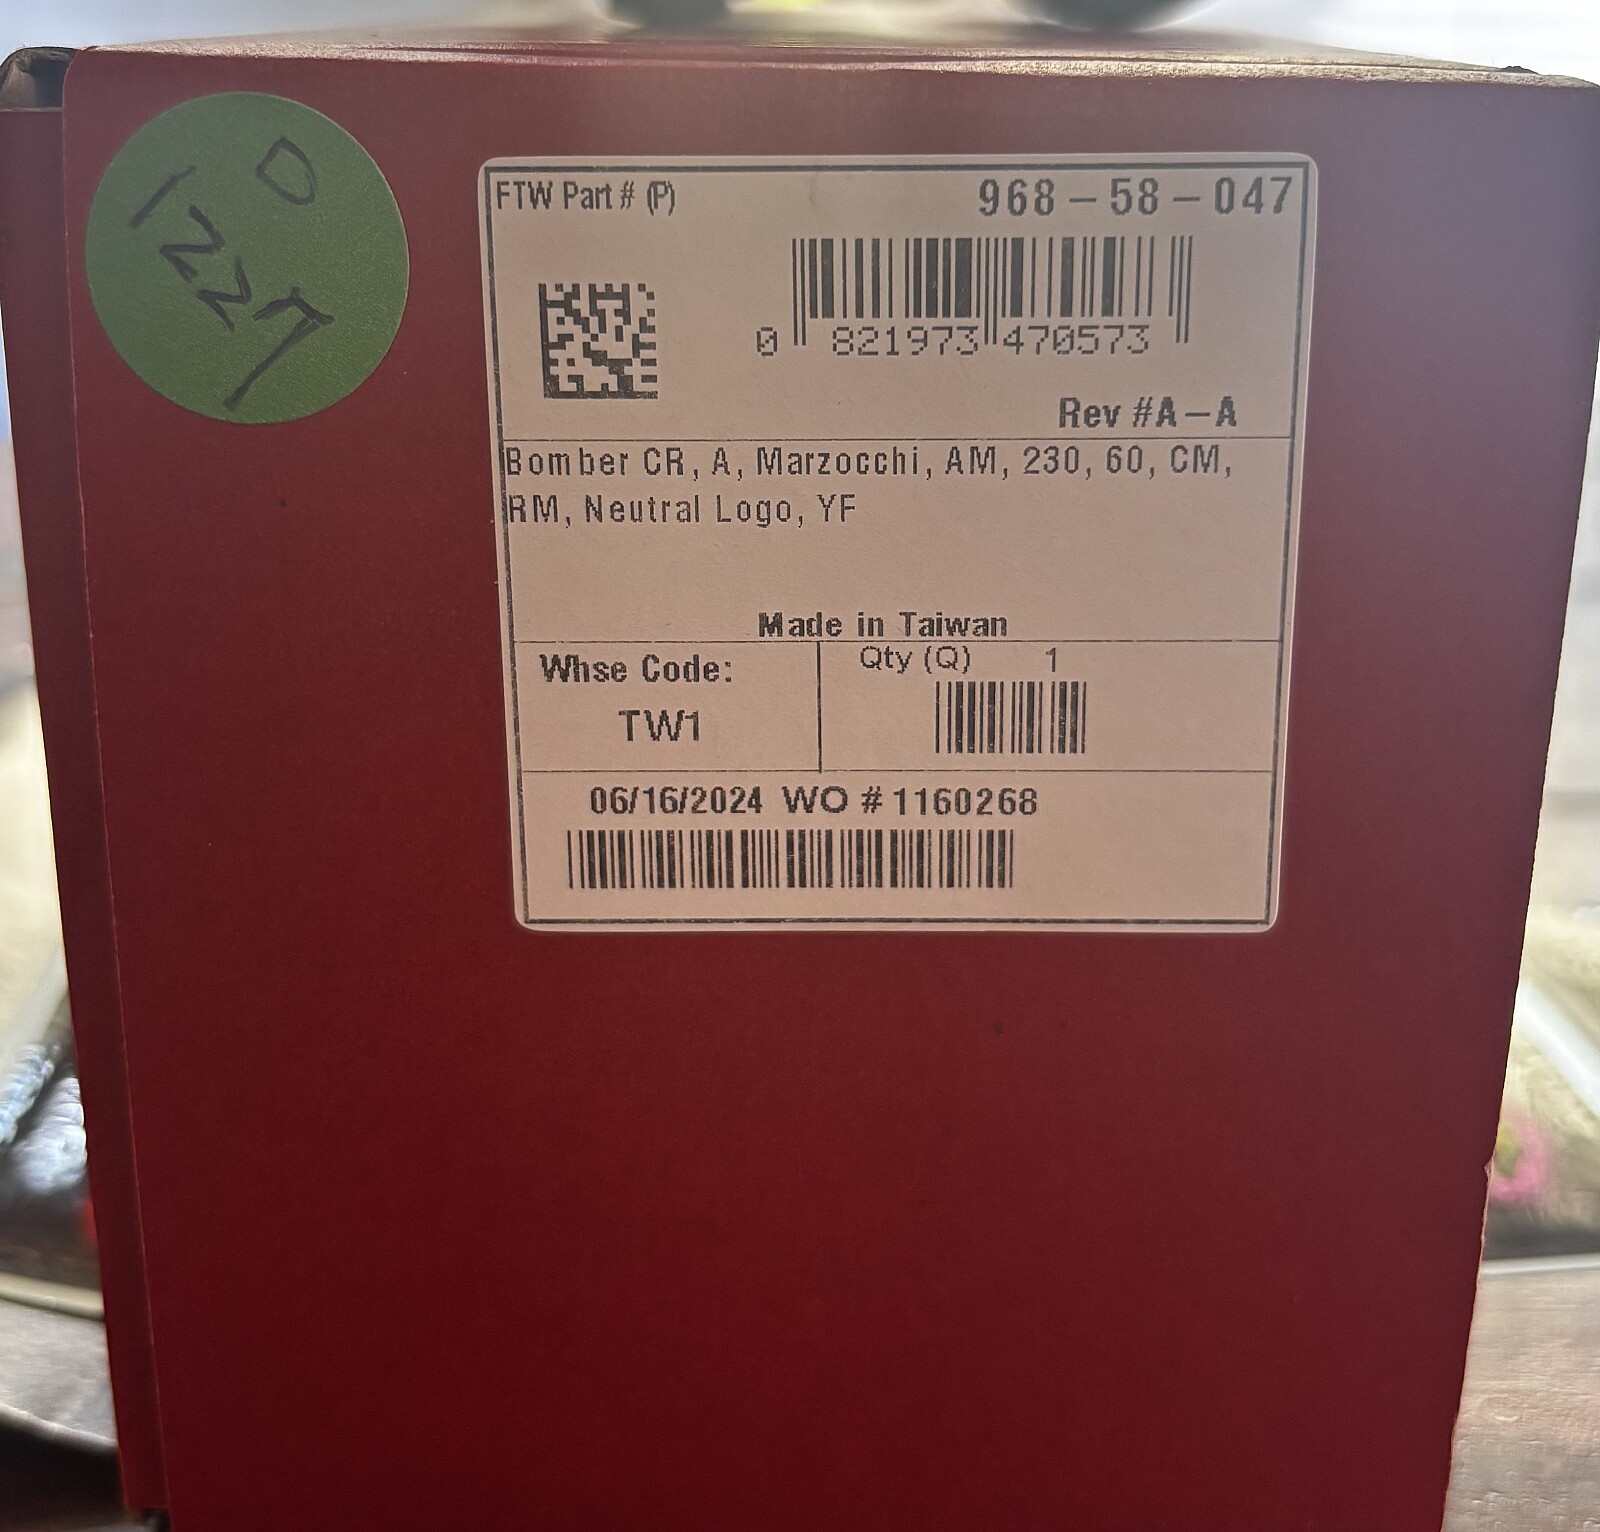 D
1227
FTW Part # (P) 968-58-047
0 821973 470573
Rev #A-A
Bomber CR, A, Marzocchi, AM, 230, 60, CM,
RM, Neutral Logo, YF
Made in Taiwan
Whse Code:
TW1
Qty (Q) 1
06/16/2024 WO # 1160268